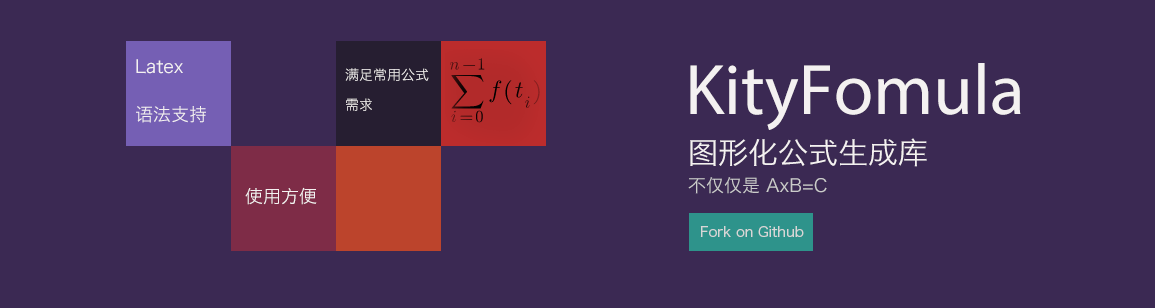 Latex
语法支持
满足常用公式
需求
\sum_{i=0}^{n-1} f(t_i)
使用方便
KityFomula
图形化公式生成库
不仅仅是 AxB=C
Fork on Github